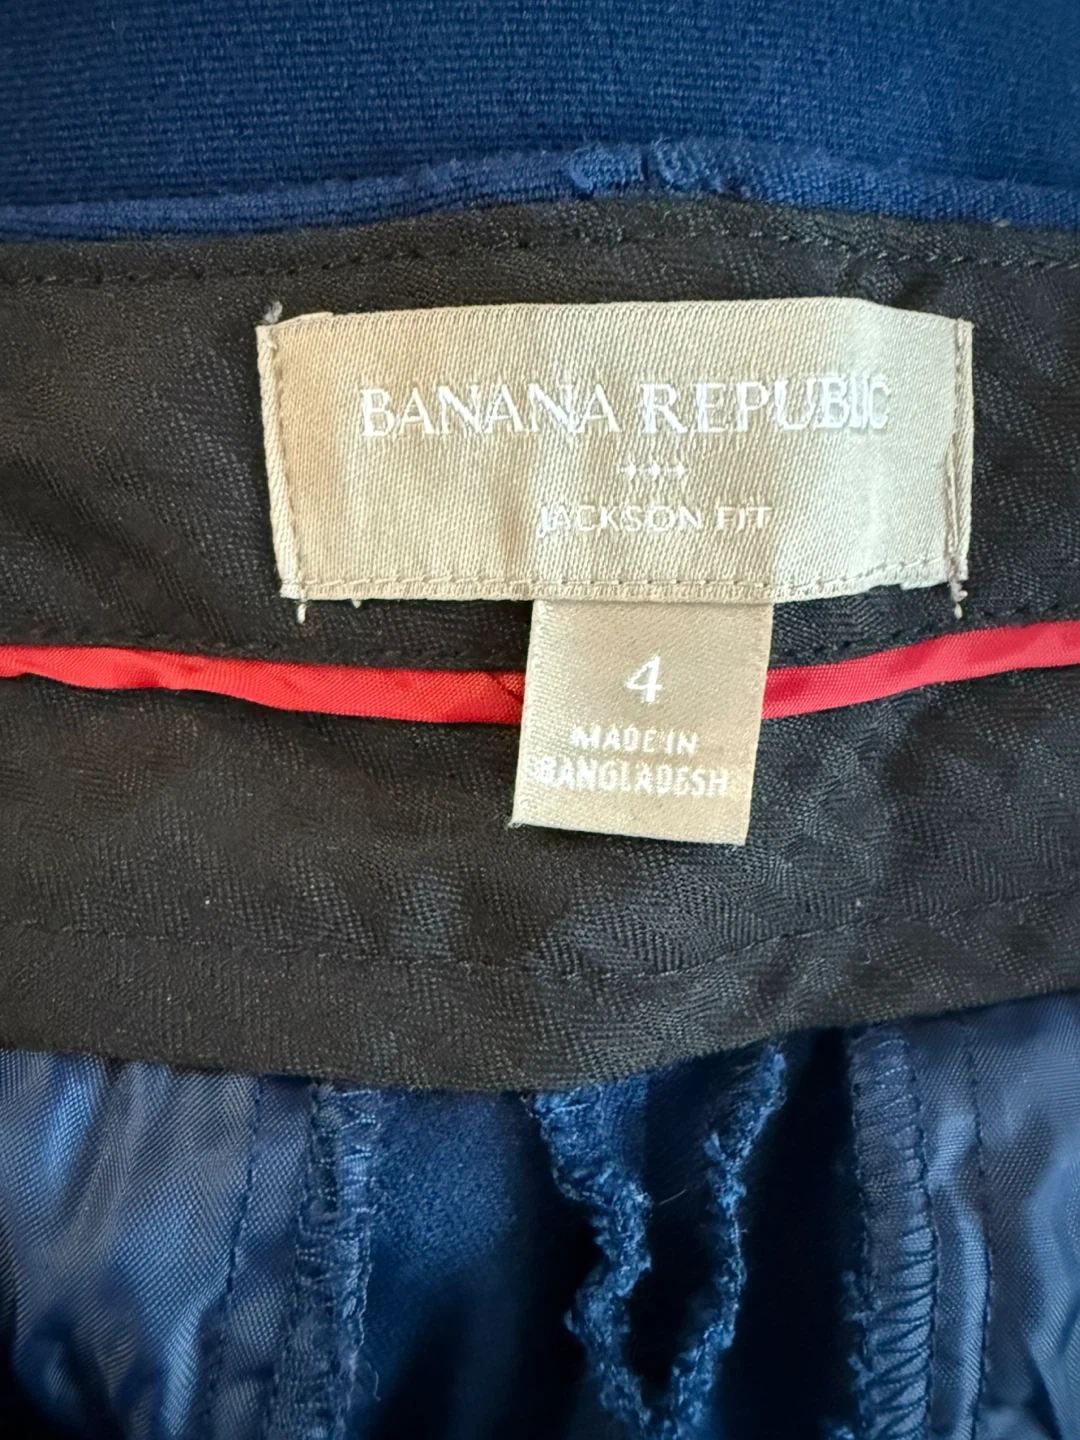 BANANA REPUBLIC
JACKSON FIT
4
MADE IN
BANGLADESH